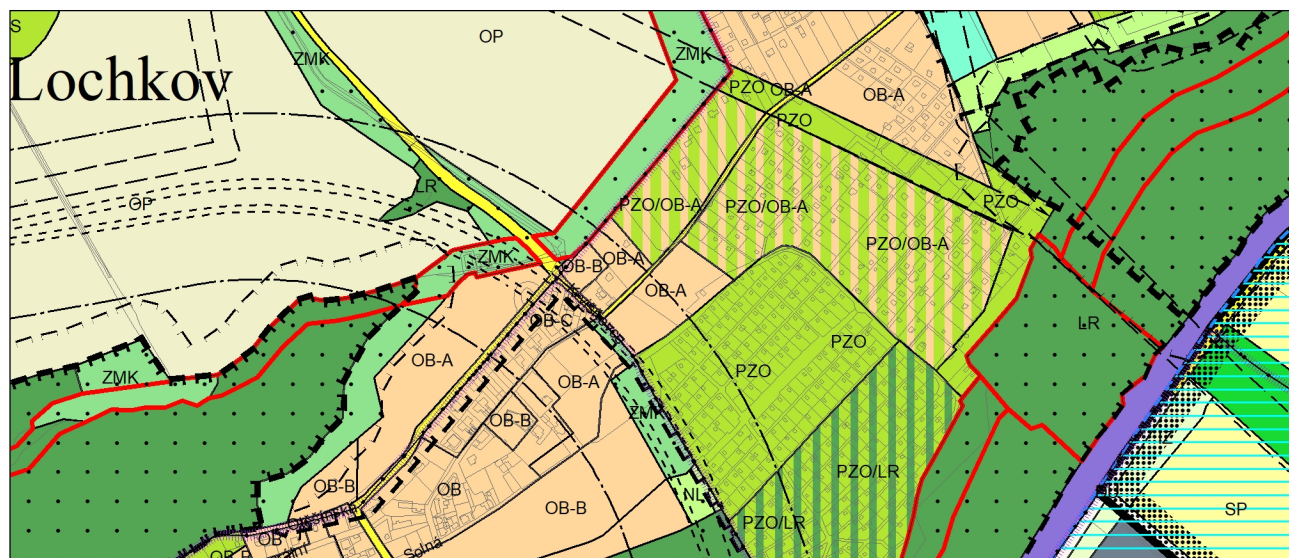 S
OP
ZMK
ZMK
Lochkov
PZO
OB-A
OB-A
PZO
LR
OP
PZO/OB-A
PZO/OB-A
PZO
PZO/OB-A
ZMK
OB-B
OB-A
OB-A
OB-C
LR
OB-A
PZO
ZMK
OB-A
PZO
ZMK
OB-B
PZO/LR
OB-B
OB
NL
OB-B
SP
PZO/LR
OB
OB-B
Solná